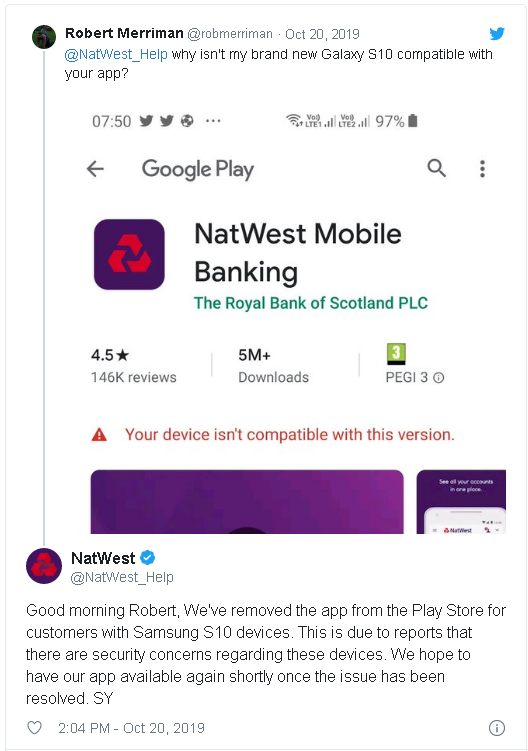 Robert Merriman @robmerriman · Oct 20, 2019
@NatWest_Help why isn't my brand new Galaxy S10 compatible with
your app?
07:50 ··· Vo)) LTE1 Vo)) LTE2 97%
Google Play
NatWest Mobile
Banking
The Royal Bank of Scotland PLC
4.5★ 5M+ 3
146K reviews Downloads PEGI 3
Your device isn't compatible with this version.
See all your accounts
in one place.
NatWest
NatWest
@NatWest_Help
Good morning Robert, We've removed the app from the Play Store for
customers with Samsung S10 devices. This is due to reports that
there are security concerns regarding these devices. We hope to
have our app available again shortly once the issue has been
resolved. SY
2:04 PM - Oct 20, 2019